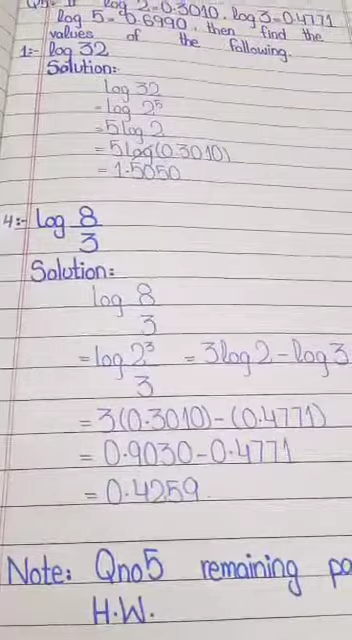 Q5:- If log 2=0.3010, log 3=0.4771
log 5=0.6990, then find the
values of the following.
1:- log 32
Solution:
log 32
=log 2⁵
=5log 2
=5log(0.3010)
=1.5050
4:- log 8/3
Solution:
log 8/3
=log 2³/3 =3log 2-log 3
=3(0.3010)-(0.4771)
=0.9030-0.4771
=0.4259
Note: Qno5 remaining
H.W.